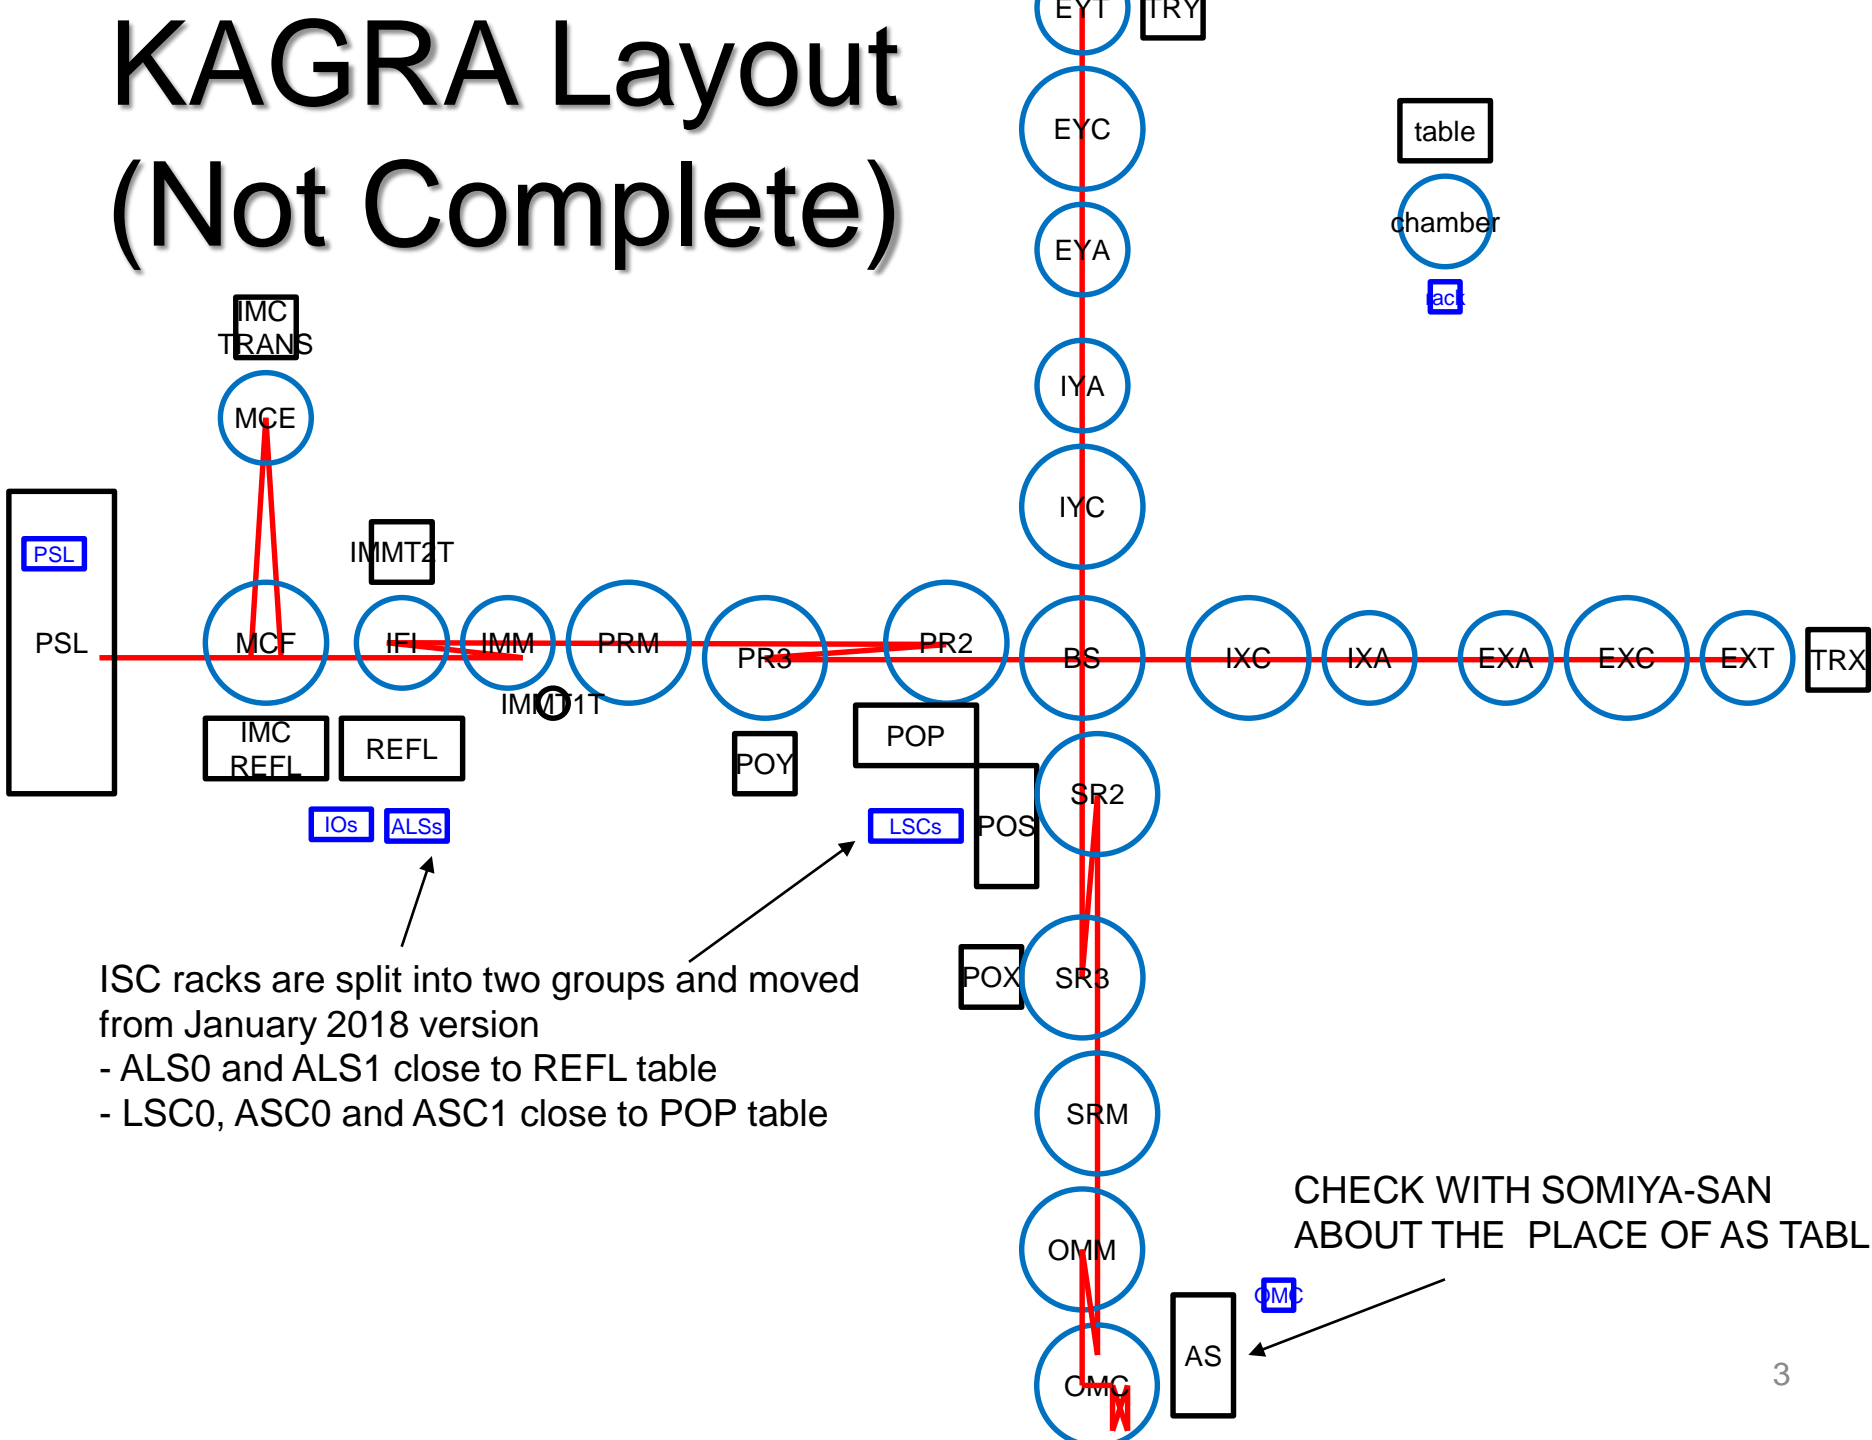 KAGRA Layout
(Not Complete)
EYT
TRY
EYC
table
EYA
chamber
rack
IMC
TRANS
MCE
IYA
IYC
PSL
IMMT2T
PSL
MCF
IFI
IMM
PRM
PR3
PR2
BS
IXC
IXA
EXA
EXC
EXT
TRX
IMMT1T
IMC
REFL
REFL
POY
POP
SR2
IOs
ALSs
LSCs
POS
ISC racks are split into two groups and moved
from January 2018 version
- ALS0 and ALS1 close to REFL table
- LSC0, ASC0 and ASC1 close to POP table
POX
SR3
SRM
CHECK WITH SOMIYA-SAN
ABOUT THE PLACE OF AS TABL
OMM
OMC
AS
OMC
3